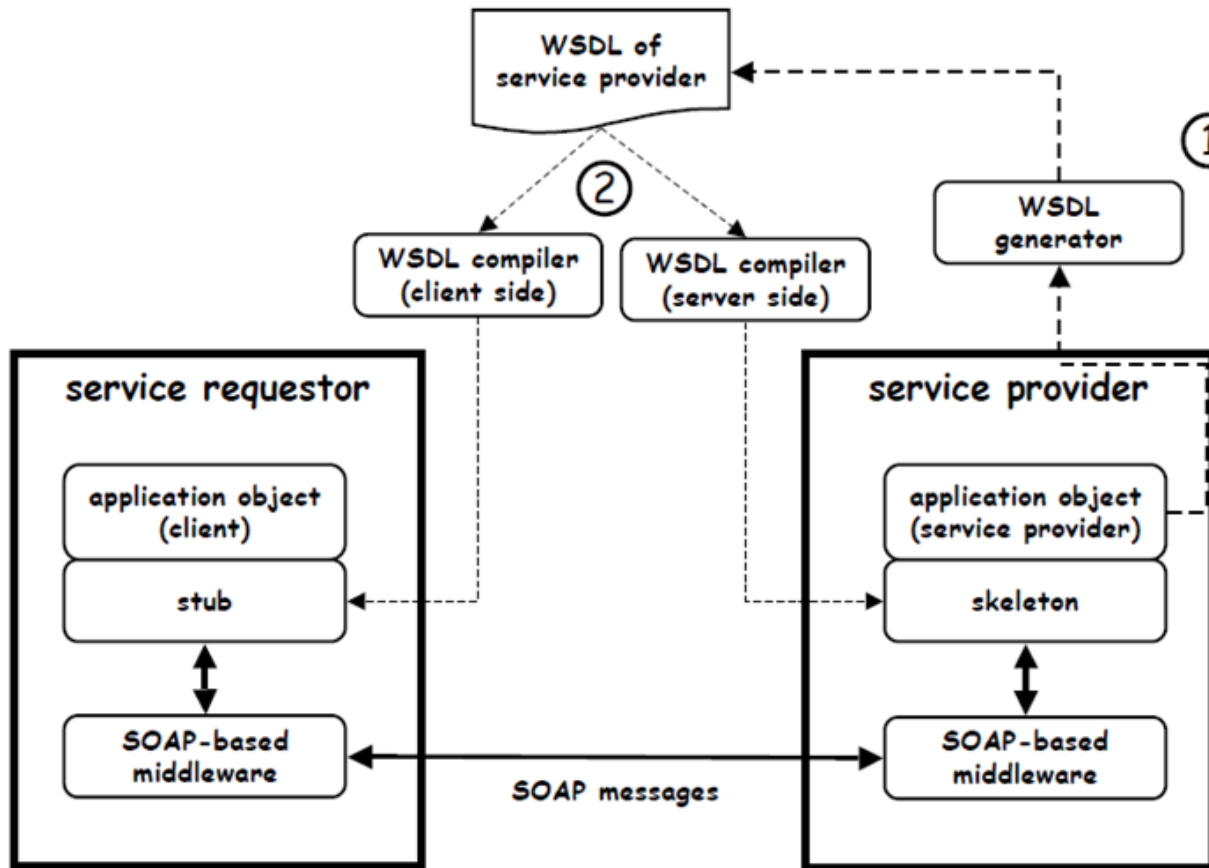 WSDL of
service provider
1
2
WSDL
generator
WSDL compiler
(client side)
WSDL compiler
(server side)
service requestor
service provider
application object
(client)
application object
(service provider)
stub
skeleton
SOAP-based
middleware
SOAP-based
middleware
SOAP messages